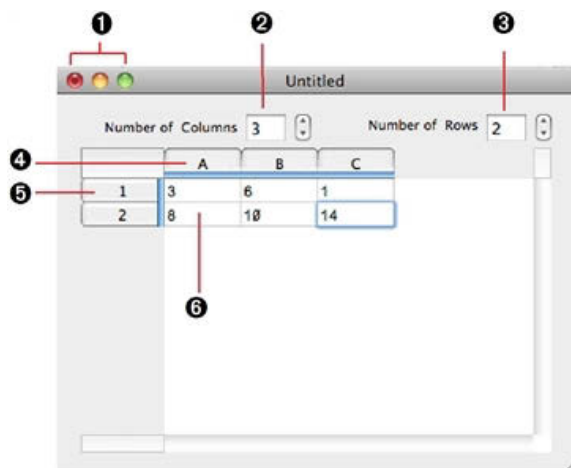 ❶ ❷ ❸
Untitled
Number of Columns 3 Number of Rows 2
❹ A B C
❺ 1 3 6 1
2 8 10 14
❻